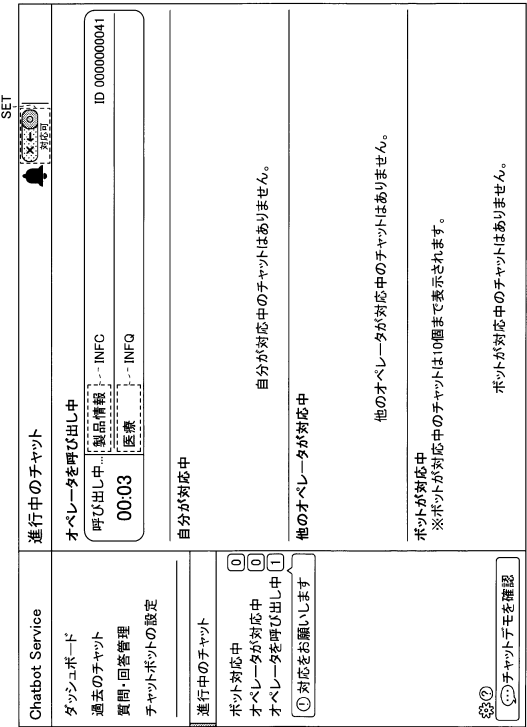 SET
Chatbot Service
ダッシュボード
過去のチャット
質問・回答管理
チャットボットの設定
進行中のチャット
ボット対応中 0
オペレータが対応中 0
オペレータを呼び出し中 1
対応をお願いします
チャットデモを確認
進行中のチャット
×←◎
対応可
オペレータを呼び出し中
呼び出し中... 製品情報 INFC ID 0000000041
00:03 医療 INFQ
自分が対応中
自分が対応中のチャットはありません。
他のオペレータが対応中
他のオペレータが対応中のチャットはありません。
ボットが対応中
※ボットが対応中のチャットは10個まで表示されます。
ボットが対応中のチャットはありません。